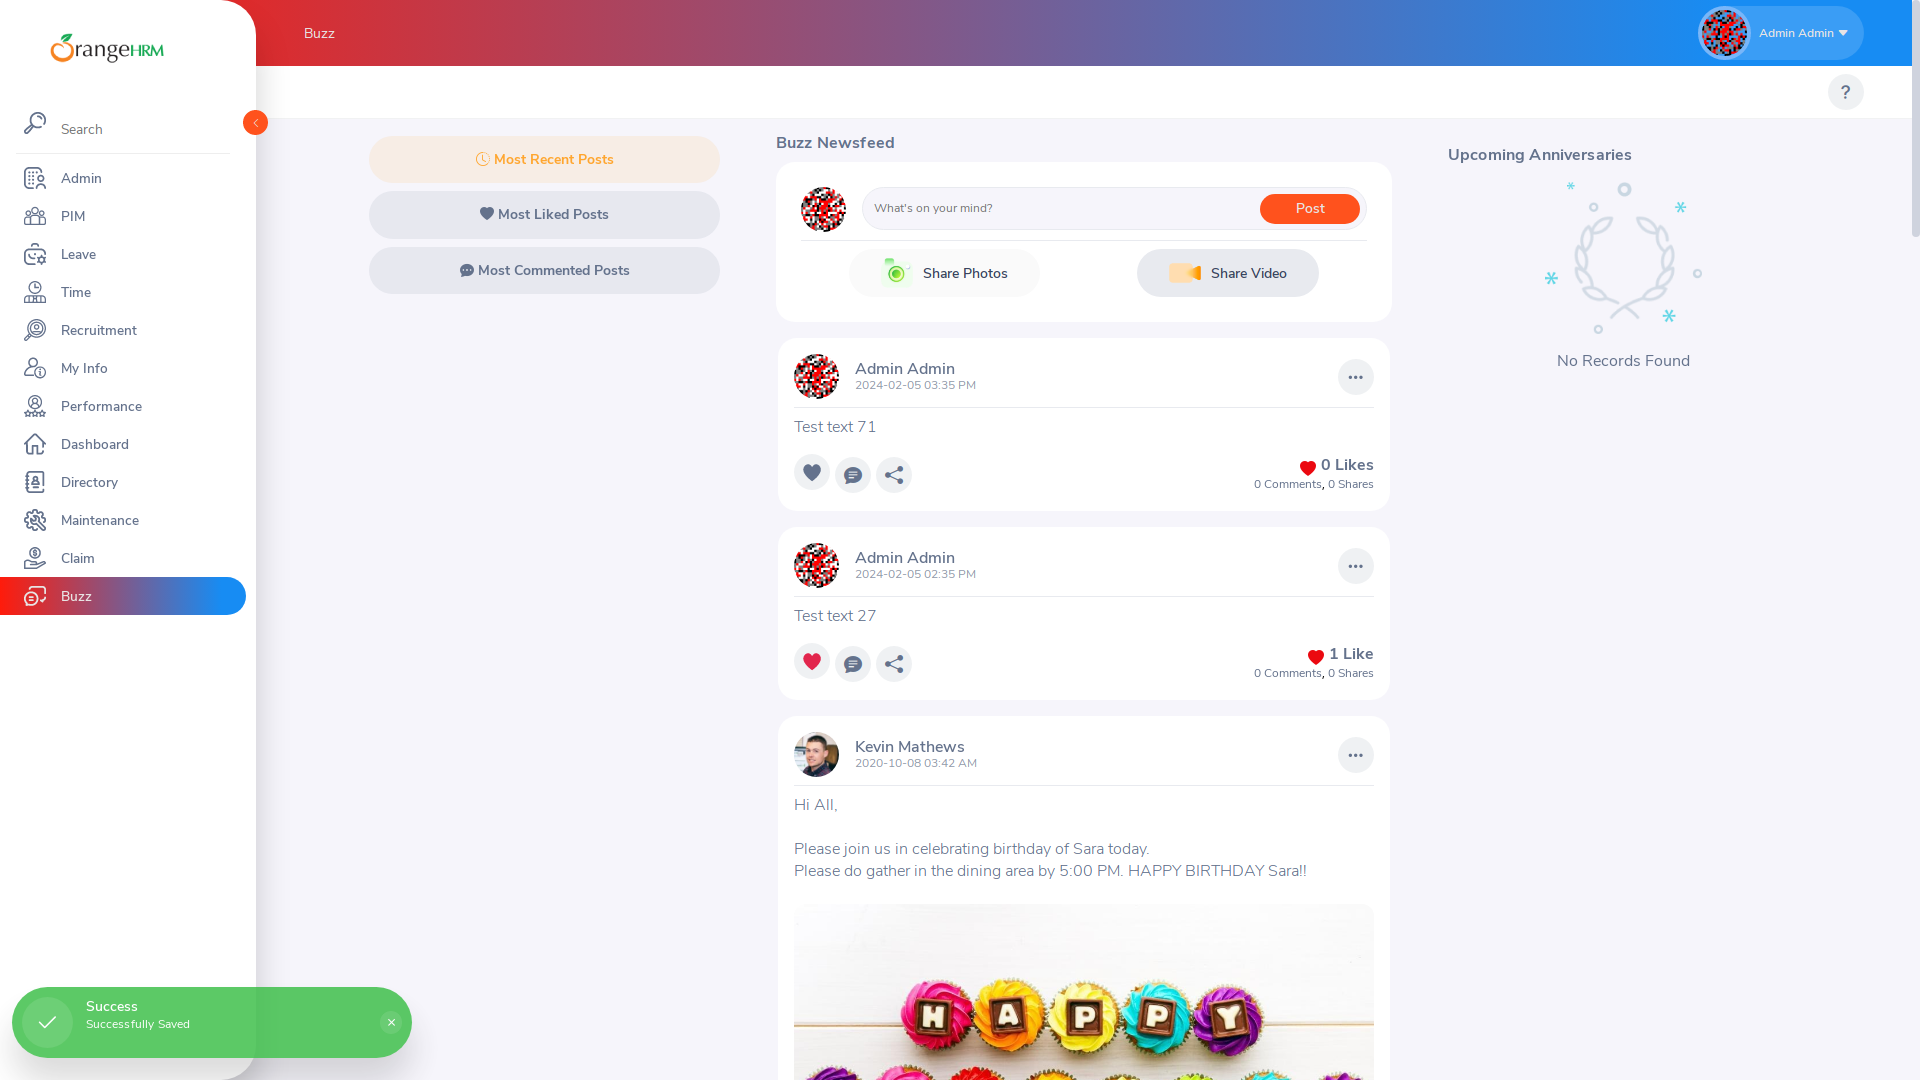 OrangeHRM
Search
Admin
PIM
Leave
Time
Recruitment
My Info
Performance
Dashboard
Directory
Maintenance
Claim
Buzz
Buzz
Admin Admin
?
Most Recent Posts
Most Liked Posts
Most Commented Posts
Buzz Newsfeed
What's on your mind?
Post
Share Photos
Share Video
Admin Admin
2024-02-05 03:35 PM
Test text 71
0 Likes
0 Comments, 0 Shares
Admin Admin
2024-02-05 02:35 PM
Test text 27
1 Like
0 Comments, 0 Shares
Kevin Mathews
2020-10-08 03:42 AM
Hi All,
Please join us in celebrating birthday of Sara today.
Please do gather in the dining area by 5:00 PM. HAPPY BIRTHDAY Sara!!
HAPPY
Upcoming Anniversaries
No Records Found
Success
Successfully Saved